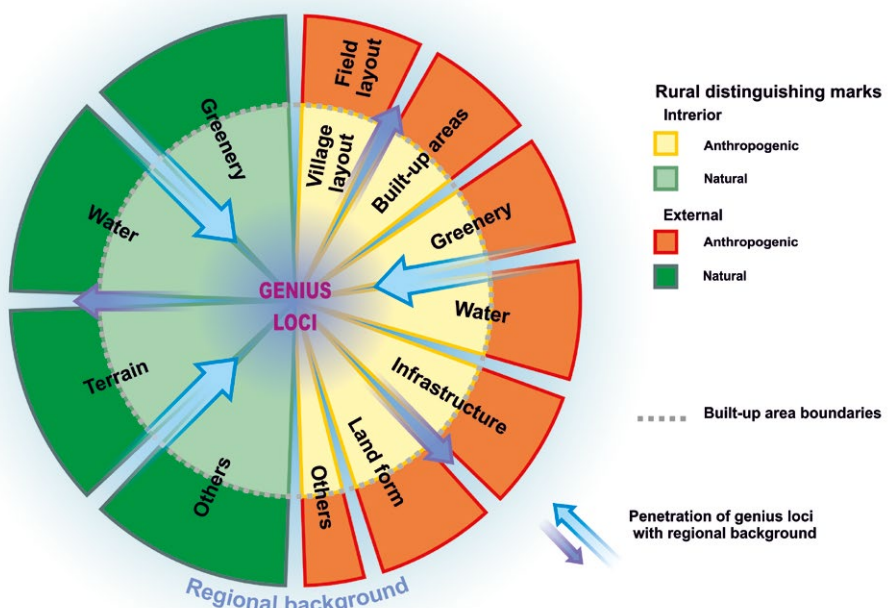 Field
layout
Village
layout
Built-up areas
Greenery
Water
Infrastructure
Land form
Others
Greenery
Water
Terrain
Others
GENIUS
LOCI
Regional background
Rural distinguishing marks
Intrerior
Anthropogenic
Natural
External
Anthropogenic
Natural
Built-up area boundaries
Penetration of genius loci
with regional background